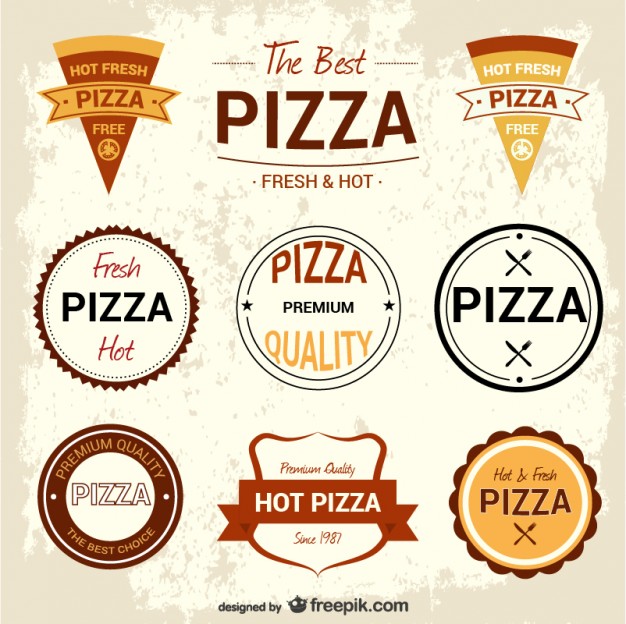 HOT FRESH
PIZZA
FREE
The Best
PIZZA
· FRESH & HOT ·
HOT FRESH
PIZZA
FREE
Fresh
PIZZA
Hot
PIZZA
PREMIUM
QUALITY
PIZZA
PREMIUM QUALITY
PIZZA
THE BEST CHOICE
Premium Quality
HOT PIZZA
Since 1987
Hot & Fresh
PIZZA
designed by freepik.com